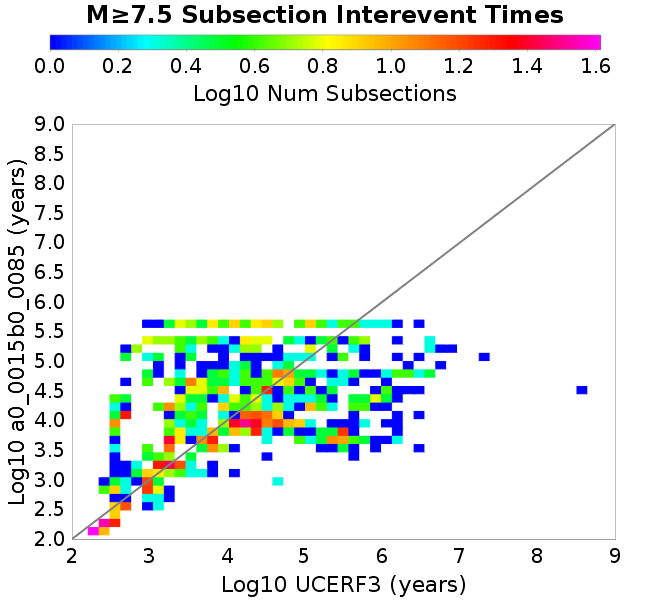 M≥7.5 Subsection Interevent Times
0.0 0.2 0.4 0.6 0.8 1.0 1.2 1.4 1.6
Log10 Num Subsections
Log10 a0_0015b0_0085 (years)
9.0
8.5
8.0
7.5
7.0
6.5
6.0
5.5
5.0
4.5
4.0
3.5
3.0
2.5
2.0
2 3 4 5 6 7 8 9
Log10 UCERF3 (years)